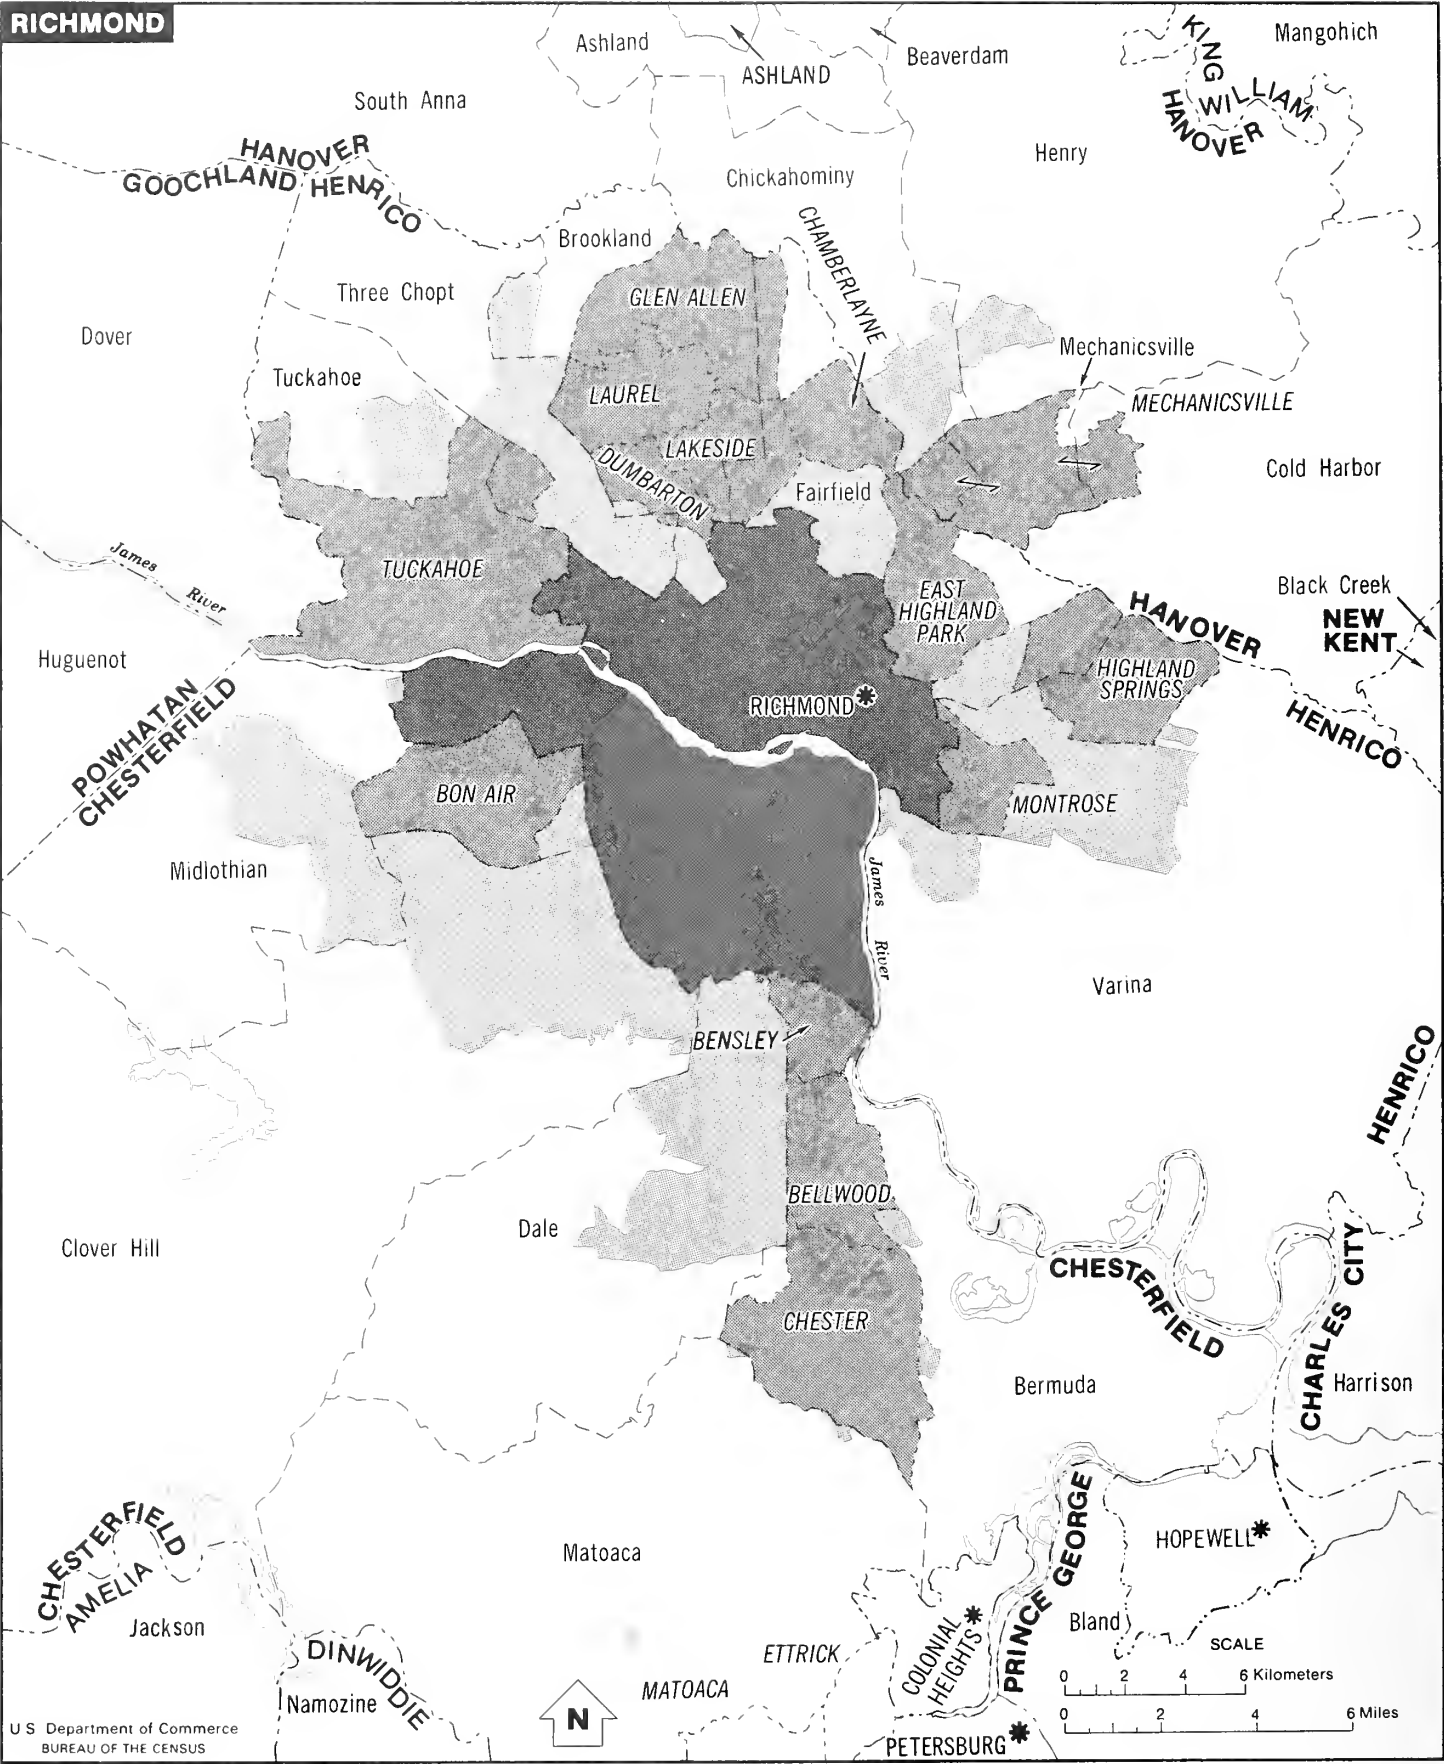 RICHMOND
Ashland
ASHLAND
Beaverdam
KING
WILLIAM
HANOVER
Mangohich
South Anna
HANOVER
GOOCHLAND
HENRICO
Chickahominy
Henry
Brookland
CHAMBERLAYNE
Three Chopt
GLEN ALLEN
Dover
Mechanicsville
Tuckahoe
LAUREL
MECHANICSVILLE
LAKESIDE
DUMBARTON
Fairfield
Cold Harbor
James
River
TUCKAHOE
EAST
HIGHLAND
PARK
HANOVER
HENRICO
Black Creek
NEW
KENT
Huguenot
HIGHLAND
SPRINGS
POWHATAN
CHESTERFIELD
RICHMOND
BON AIR
MONTROSE
Midlothian
James
River
Varina
BENSLEY
HENRICO
BELLWOOD
Dale
Clover Hill
CHESTERFIELD
CHARLES CITY
CHESTER
Bermuda
Harrison
CHESTERFIELD
AMELIA
Matoaca
PRINCE GEORGE
HOPEWELL
Jackson
DINWIDDIE
ETTRICK
COLONIAL
HEIGHTS
Bland
SCALE
0 2 4 6 Kilometers
0 2 4 6 Miles
Namozine
MATOACA
N
PETERSBURG
U S Department of Commerce
BUREAU OF THE CENSUS